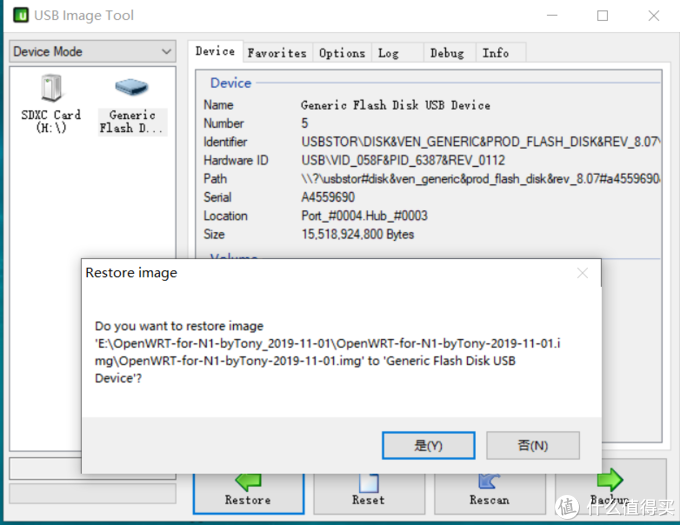 USB Image Tool
Device Mode
SDXC Card
(H:\)
Generic
Flash D...
Device
Favorites
Options
Log
Debug
Info
Device
Name Generic Flash Disk USB Device
Number 5
Identifier USBSTOR\DISK&VEN_GENERIC&PROD_FLASH_DISK&REV_8.07\
Hardware ID USB\VID_058F&PID_6387&REV_0112
Path \\?\usbstor#disk&ven_generic&prod_flash_disk&rev_8.07#a4559690
Serial A4559690
Location Port_#0004.Hub_#0003
Size 15,518,924,800 Bytes
Volume
Restore image
Do you want to restore image
'E:\OpenWRT-for-N1-byTony_2019-11-01\OpenWRT-for-N1-byTony-2019-11-01.i
mg\OpenWRT-for-N1-byTony-2019-11-01.img' to 'Generic Flash Disk USB
Device'?
是(Y)
否(N)
Restore
Reset
Rescan
Backup
值 什么值得买